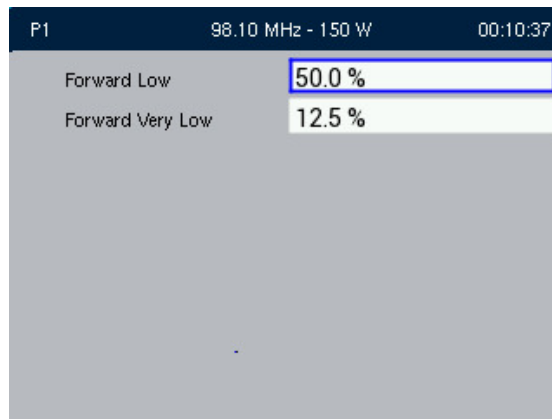 P1 98.10 MHz - 150 W 00:10:37
Forward Low 50.0 %
Forward Very Low 12.5 %